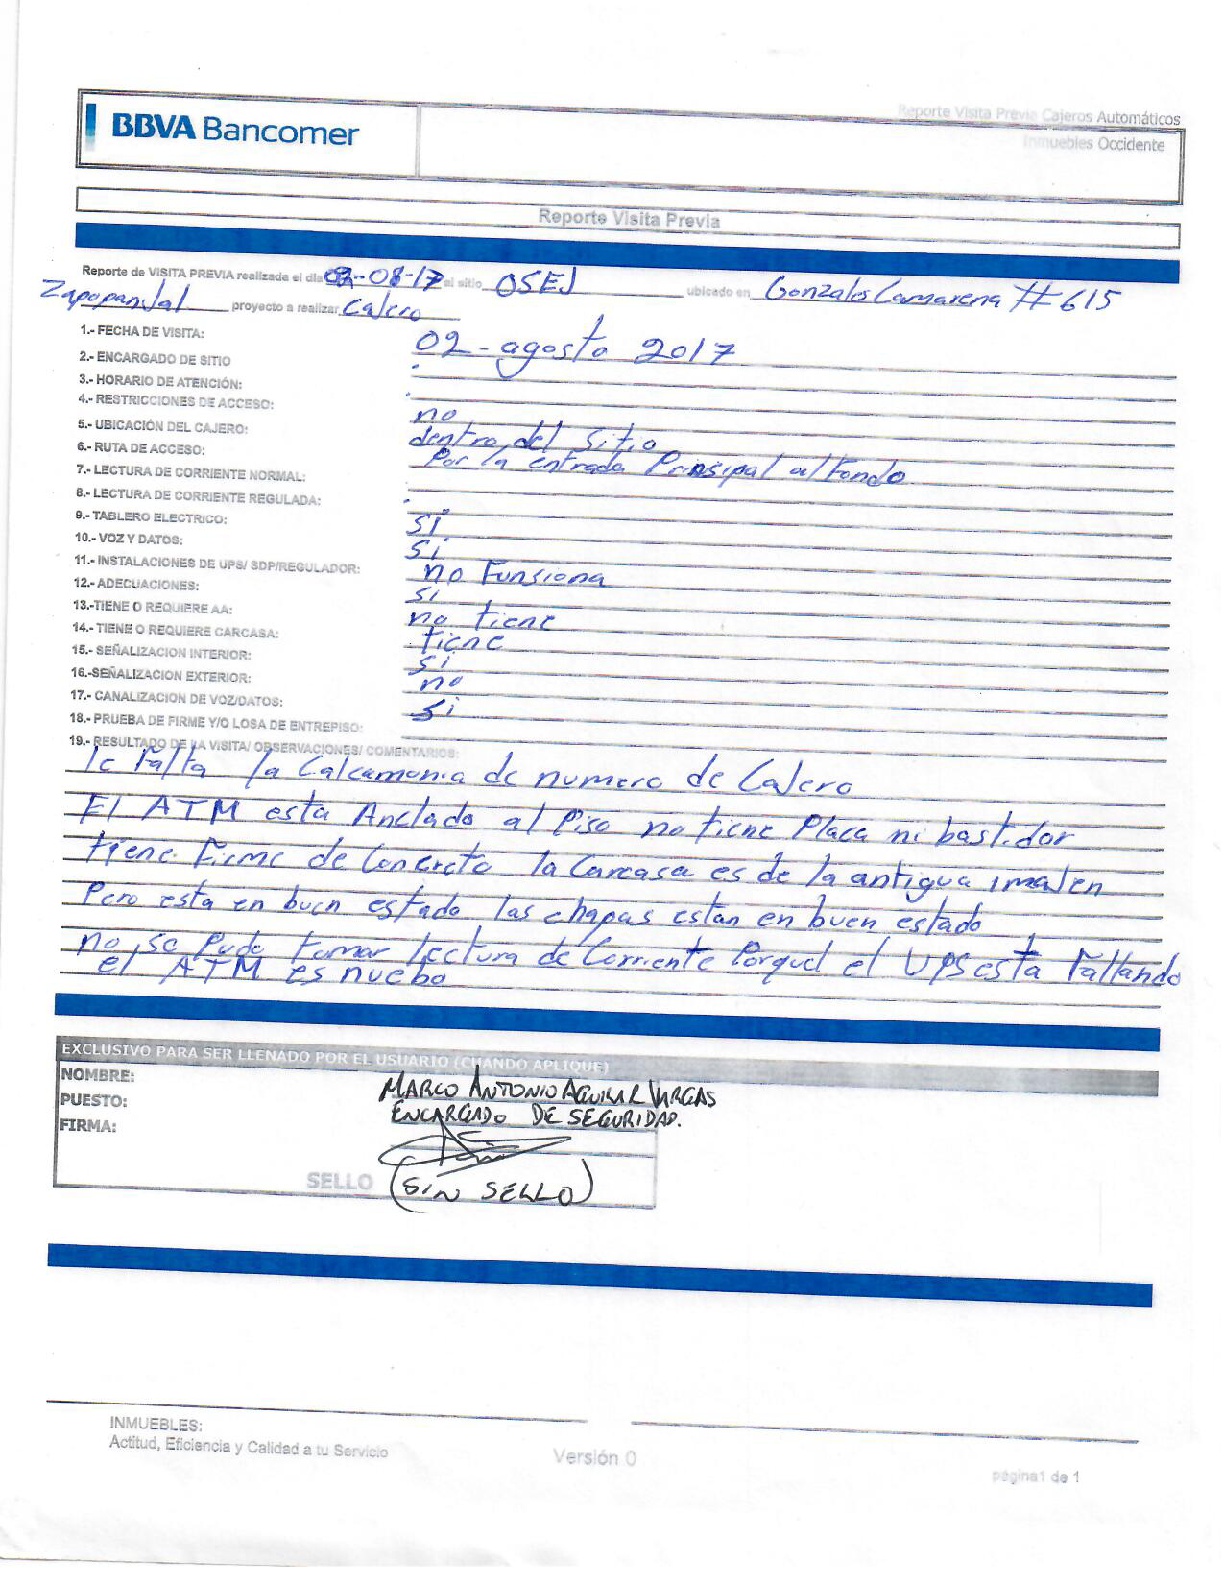 Reporte Visita Previa Cajeros Automáticos
BBVA Bancomer
Inmuebles Occidente
Reporte Visita Previa
Reporte de VISITA PREVIA realizada el dia 02-08-17 al sitio OSEJ ubicado en Gonzales Camarena # 615
Zapopan Jal proyecto a realizar Cajero
1.- FECHA DE VISITA: 02-agosto 2017
2.- ENCARGADO DE SITIO
3.- HORARIO DE ATENCIÓN:
4.- RESTRICCIONES DE ACCESO: no
5.- UBICACIÓN DEL CAJERO: dentro del sitio
6.- RUTA DE ACCESO: Por la entrada Prinsipal al Fondo
7.- LECTURA DE CORRIENTE NORMAL:
8.- LECTURA DE CORRIENTE REGULADA:
9.- TABLERO ELECTRICO: si
10.- VOZ Y DATOS: si
11.- INSTALACIONES DE UPS/ SDP/REGULADOR: no Funsiona
12.- ADECUACIONES: si
13.-TIENE O REQUIERE AA: no tiene
14.- TIENE O REQUIERE CARCASA: tiene
15.- SEÑALIZACION INTERIOR: si
16.-SEÑALIZACION EXTERIOR: no
17.- CANALIZACION DE VOZ/DATOS: si
18.- PRUEBA DE FIRME Y/O LOSA DE ENTREPISO:
19.- RESULTADO DE LA VISITA/ OBSERVACIONES/ COMENTARIOS:
le Falta la Calcamonia de numero de Cajero
El ATM esta Anclado al Piso no tiene Placa ni bastidor
tiene Firme de Concreto la Carcasa es de la antigua imajen
Pero esta en buen estado las chapas estan en buen estado
no se Pudo tomar lectura de Corriente Porquel el UPS esta Faltando
el ATM es nuebo
EXCLUSIVO PARA SER LLENADO POR EL USUARIO (CUANDO APLIQUE)
NOMBRE: MARCO ANTONIO AGUILAR VARGAS
PUESTO: ENCARGADO DE SEGURIDAD.
FIRMA:
SELLO (SIN SELLO)
INMUEBLES:
Actitud, Eficiencia y Calidad a tu Servicio
Versión 0
página1 de 1